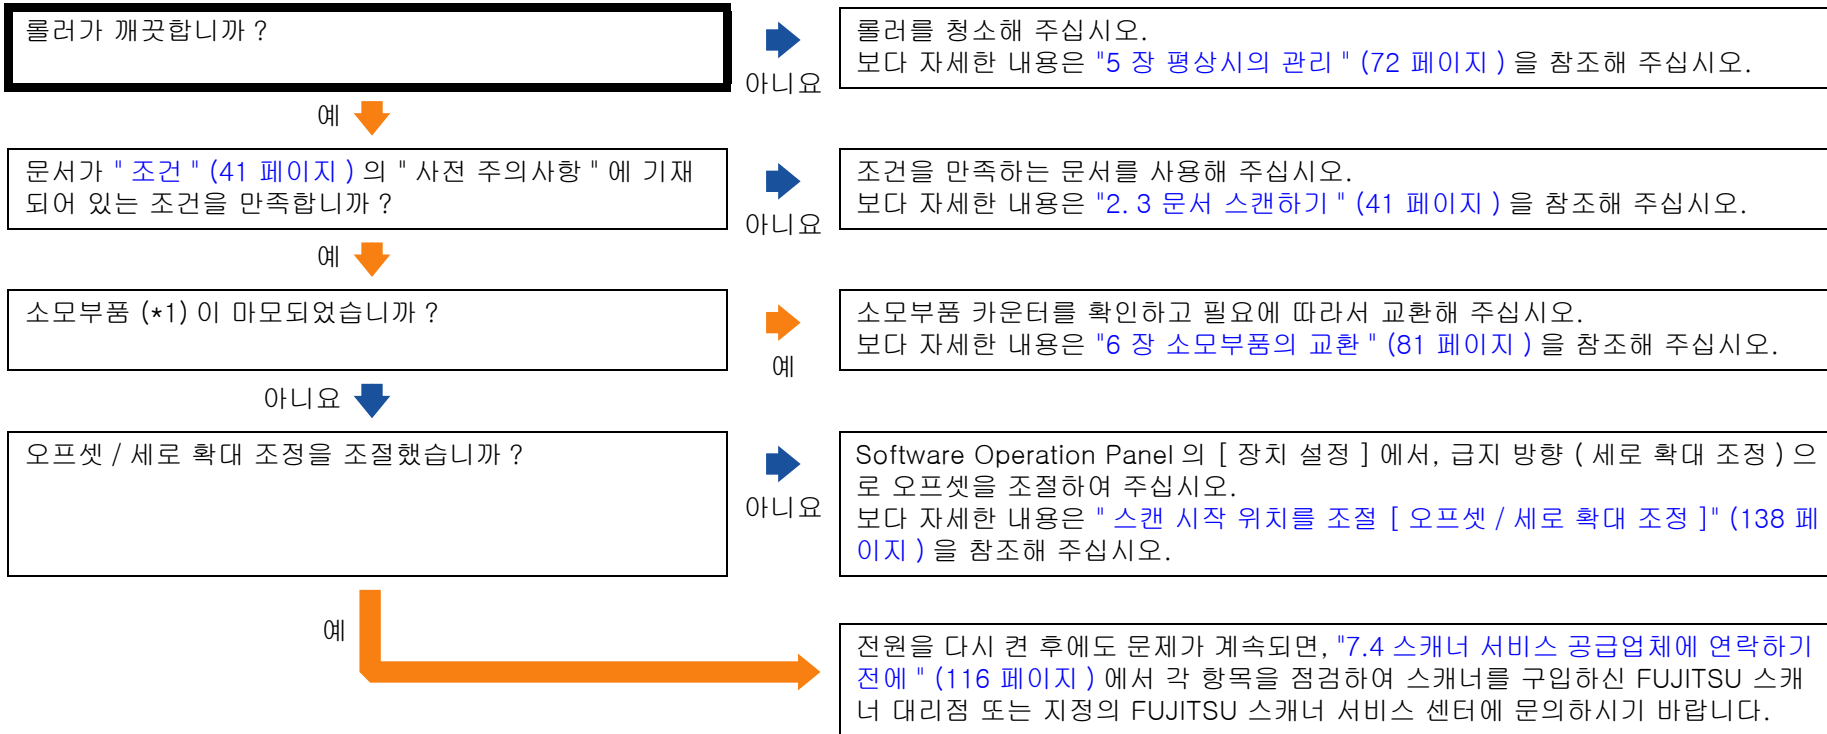 롤러가 깨끗합니까 ?
아니요
롤러를 청소해 주십시오.
보다 자세한 내용은 "5 장 평상시의 관리 " (72 페이지 ) 을 참조해 주십시오.
예
문서가 " 조건 " (41 페이지 ) 의 " 사전 주의사항 " 에 기재
되어 있는 조건을 만족합니까 ?
아니요
조건을 만족하는 문서를 사용해 주십시오.
보다 자세한 내용은 "2. 3 문서 스캔하기 " (41 페이지 ) 을 참조해 주십시오.
예
소모부품 (*1) 이 마모되었습니까 ?
예
소모부품 카운터를 확인하고 필요에 따라서 교환해 주십시오.
보다 자세한 내용은 "6 장 소모부품의 교환 " (81 페이지 ) 을 참조해 주십시오.
아니요
오프셋 / 세로 확대 조정을 조절했습니까 ?
아니요
Software Operation Panel 의 [ 장치 설정 ] 에서, 급지 방향 ( 세로 확대 조정 ) 으
로 오프셋을 조절하여 주십시오.
보다 자세한 내용은 " 스캔 시작 위치를 조절 [ 오프셋 / 세로 확대 조정 ]" (138 페
이지 ) 을 참조해 주십시오.
예
전원을 다시 켠 후에도 문제가 계속되면, "7.4 스캐너 서비스 공급업체에 연락하기
전에 " (116 페이지 ) 에서 각 항목을 점검하여 스캐너를 구입하신 FUJITSU 스캐
너 대리점 또는 지정의 FUJITSU 스캐너 서비스 센터에 문의하시기 바랍니다.